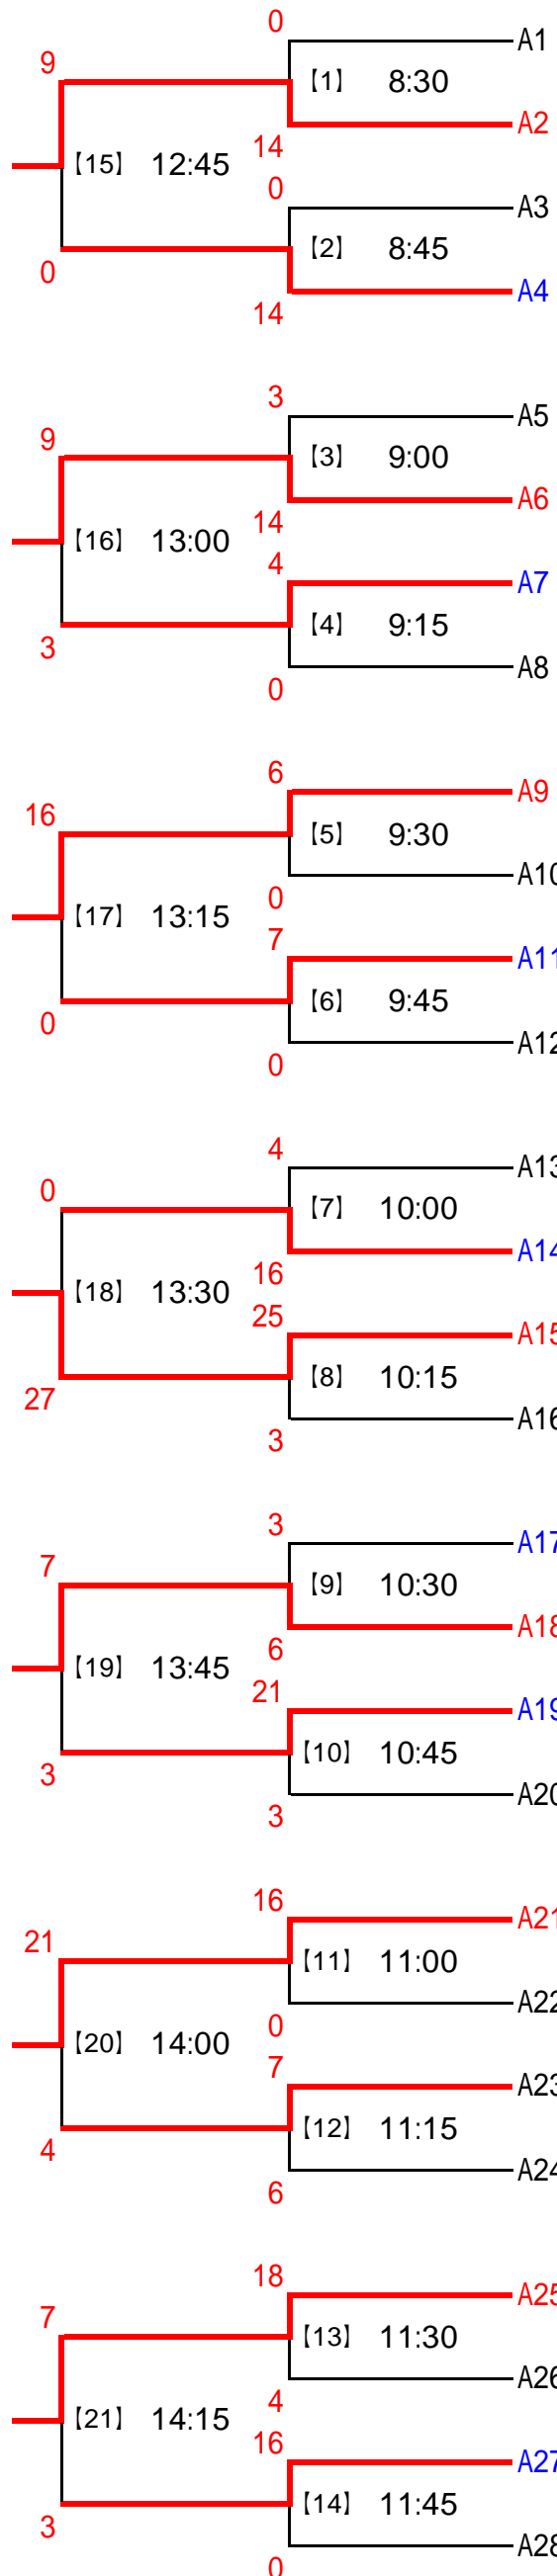 0
A1
9
【1】 8:30
A2
14
【15】 12:45
0
A3
【2】 8:45
0
A4
14
3
A5
9
【3】 9:00
A6
14
【16】 13:00
4
A7
【4】 9:15
3
A8
0
6
A9
16
【5】 9:30
A10
0
【17】 13:15
7
A11
【6】 9:45
0
A12
0
4
A13
0
【7】 10:00
A14
16
【18】 13:30
25
A15
【8】 10:15
27
A16
3
3
A17
7
【9】 10:30
A18
6
【19】 13:45
21
A19
【10】 10:45
3
A20
3
16
A21
21
【11】 11:00
A22
0
【20】 14:00
7
A23
【12】 11:15
4
A24
6
18
A25
7
【13】 11:30
A26
4
【21】 14:15
16
A27
【14】 11:45
3
A28
0